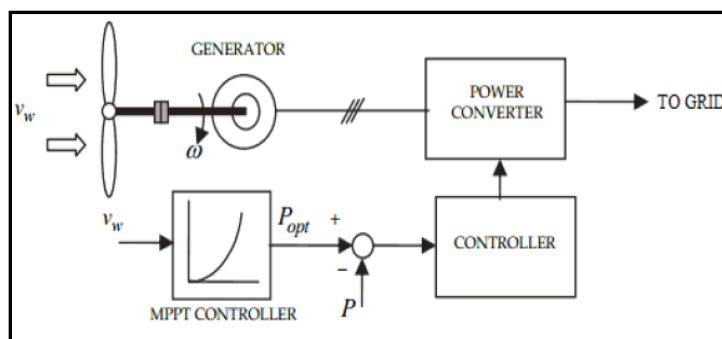 GENERATOR
v_w
ω
POWER
CONVERTER
TO GRID
v_w
P_opt
+
−
P
MPPT CONTROLLER
CONTROLLER